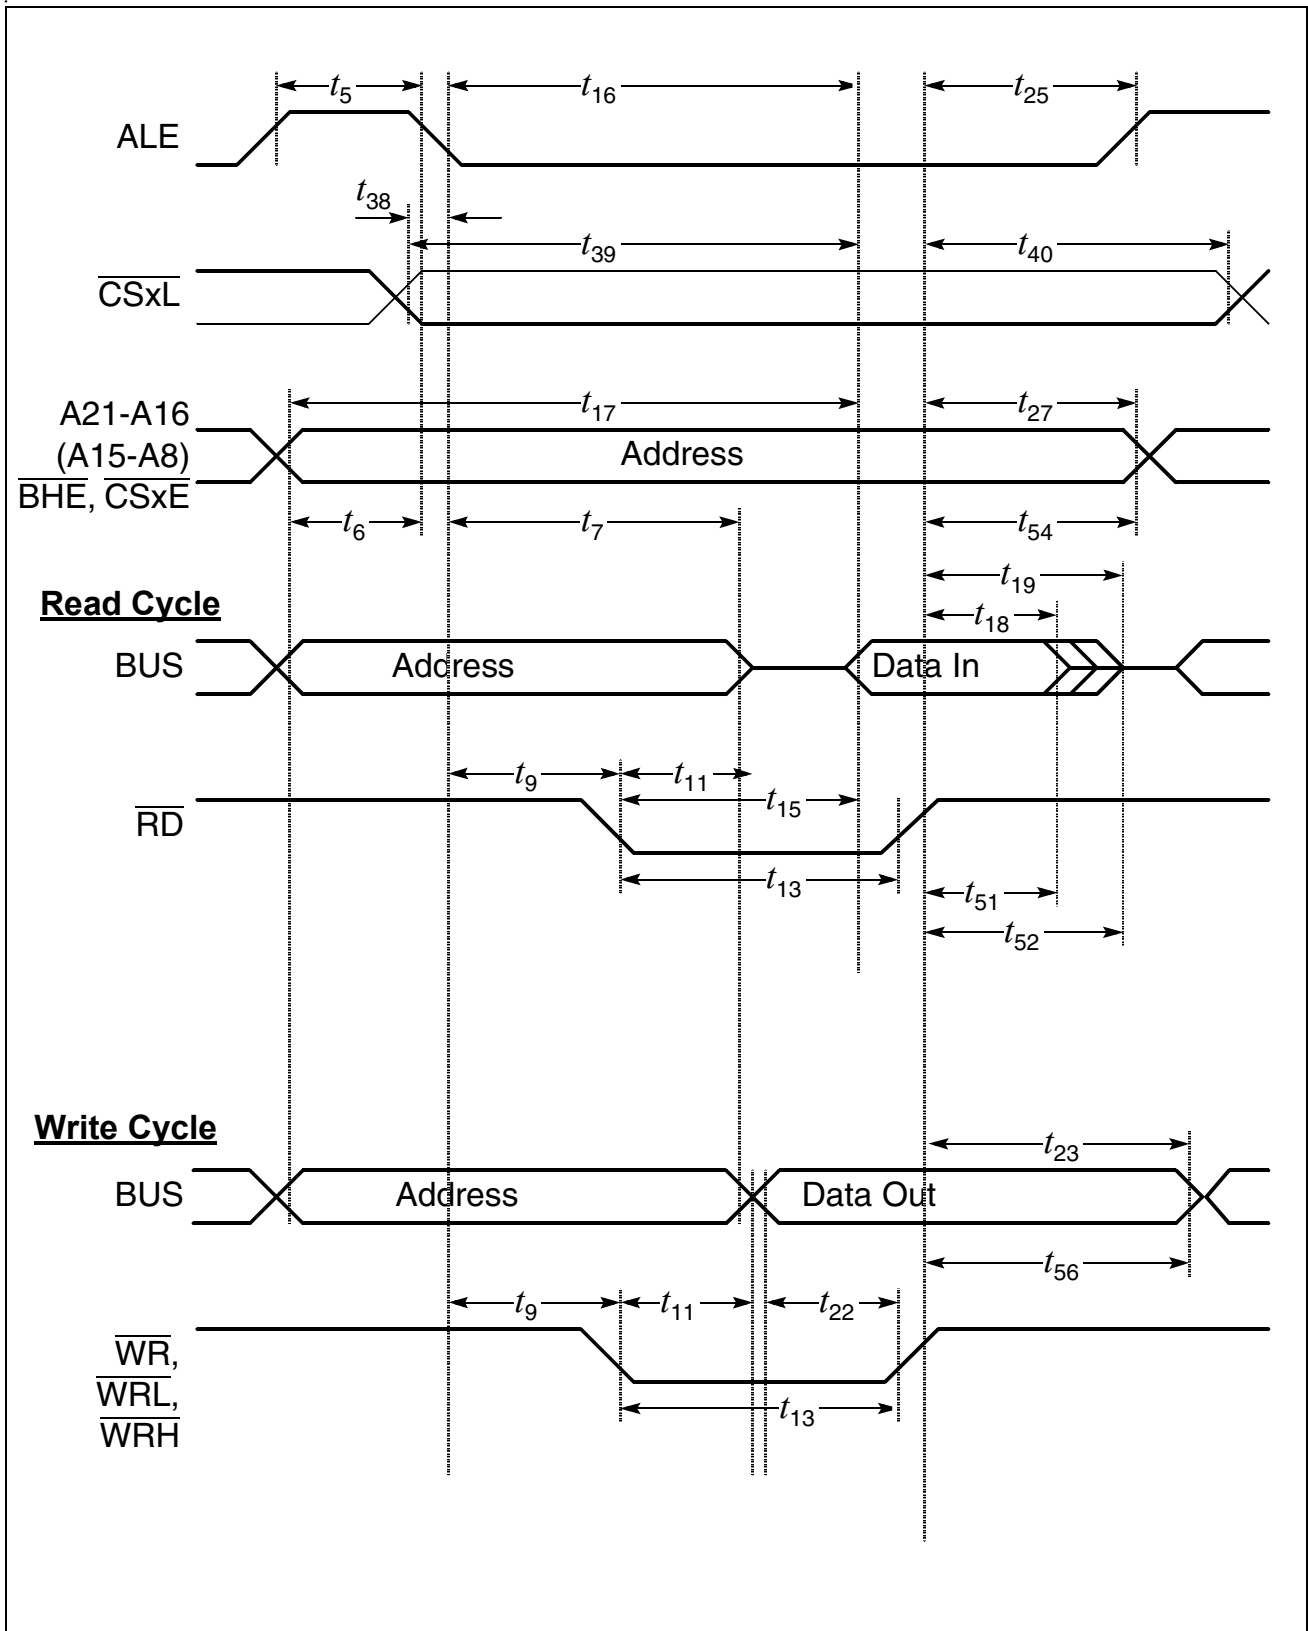 t5 t16 t25
ALE
t38
t39 t40
CSxL
t17 t27
A21-A16
(A15-A8)
Address
BHE, CSxE
t6 t7 t54
t19
Read Cycle
t18
BUS Address Data In
t9 t11
t15
RD
t13
t51
t52
Write Cycle
t23
BUS Address Data Out
t56
t9 t11 t22
WR,
WRL,
t13
WRH